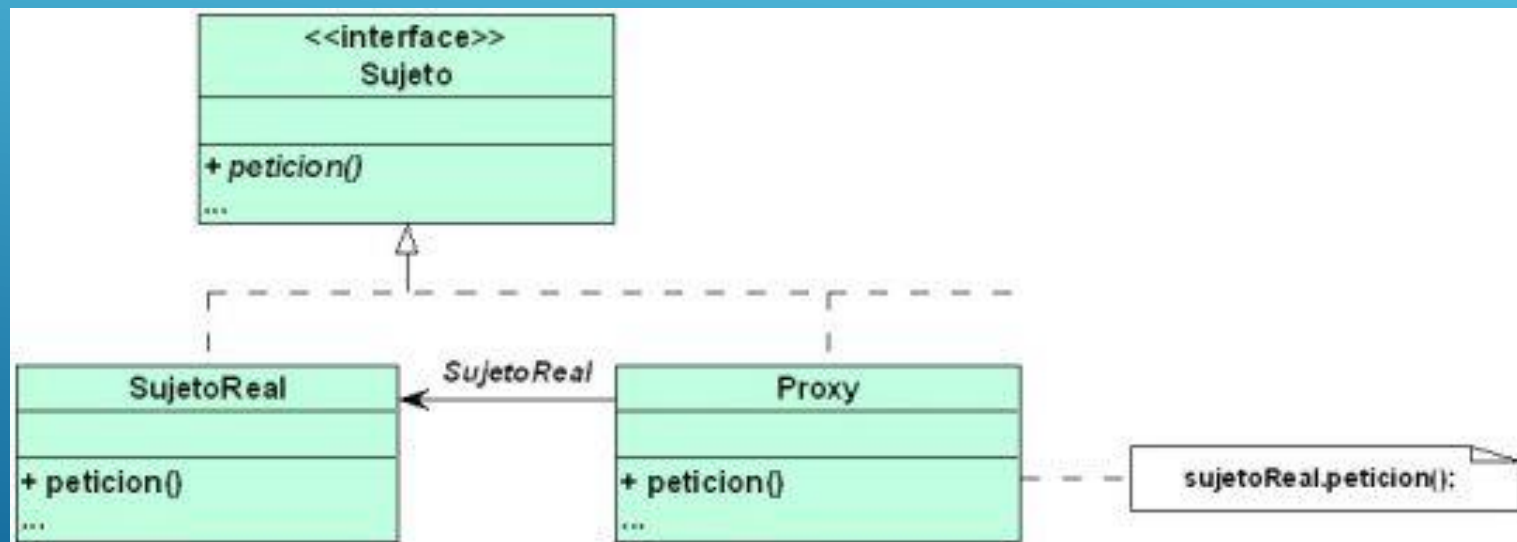 <<interface>>
Sujeto
+ peticion()
...
SujetoReal
+ peticion()
...
SujetoReal
Proxy
+ peticion()
...
sujetoReal.peticion();